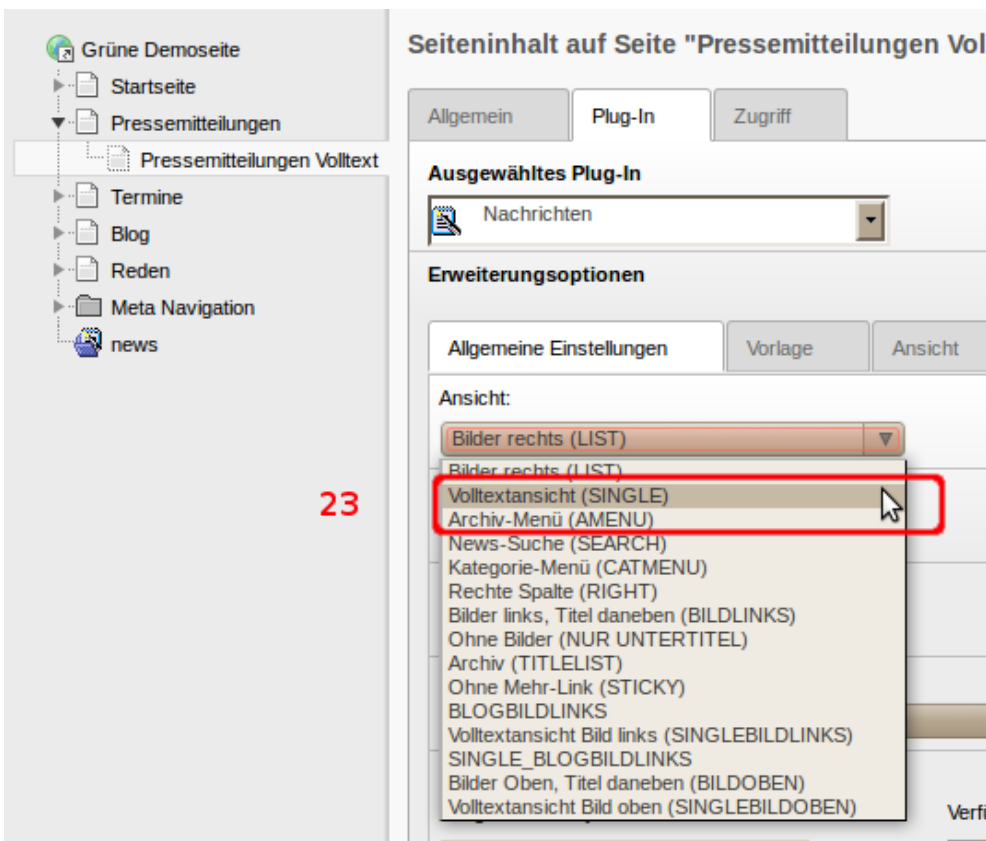 Grüne Demoseite
Startseite
Pressemitteilungen
Pressemitteilungen Volltext
Termine
Blog
Reden
Meta Navigation
news
23
Seiteninhalt auf Seite "Pressemitteilungen Vol
Allgemein Plug-In Zugriff
Ausgewähltes Plug-In
Nachrichten
Erweiterungsoptionen
Allgemeine Einstellungen Vorlage Ansicht
Ansicht:
Bilder rechts (LIST)
Bilder rechts (LIST)
Volltextansicht (SINGLE)
Archiv-Menü (AMENU)
News-Suche (SEARCH)
Kategorie-Menü (CATMENU)
Rechte Spalte (RIGHT)
Bilder links, Titel daneben (BILDLINKS)
Ohne Bilder (NUR UNTERTITEL)
Archiv (TITLELIST)
Ohne Mehr-Link (STICKY)
BLOGBILDLINKS
Volltextansicht Bild links (SINGLEBILDLINKS)
SINGLE_BLOGBILDLINKS
Bilder Oben, Titel daneben (BILDOBEN)
Volltextansicht Bild oben (SINGLEBILDOBEN)